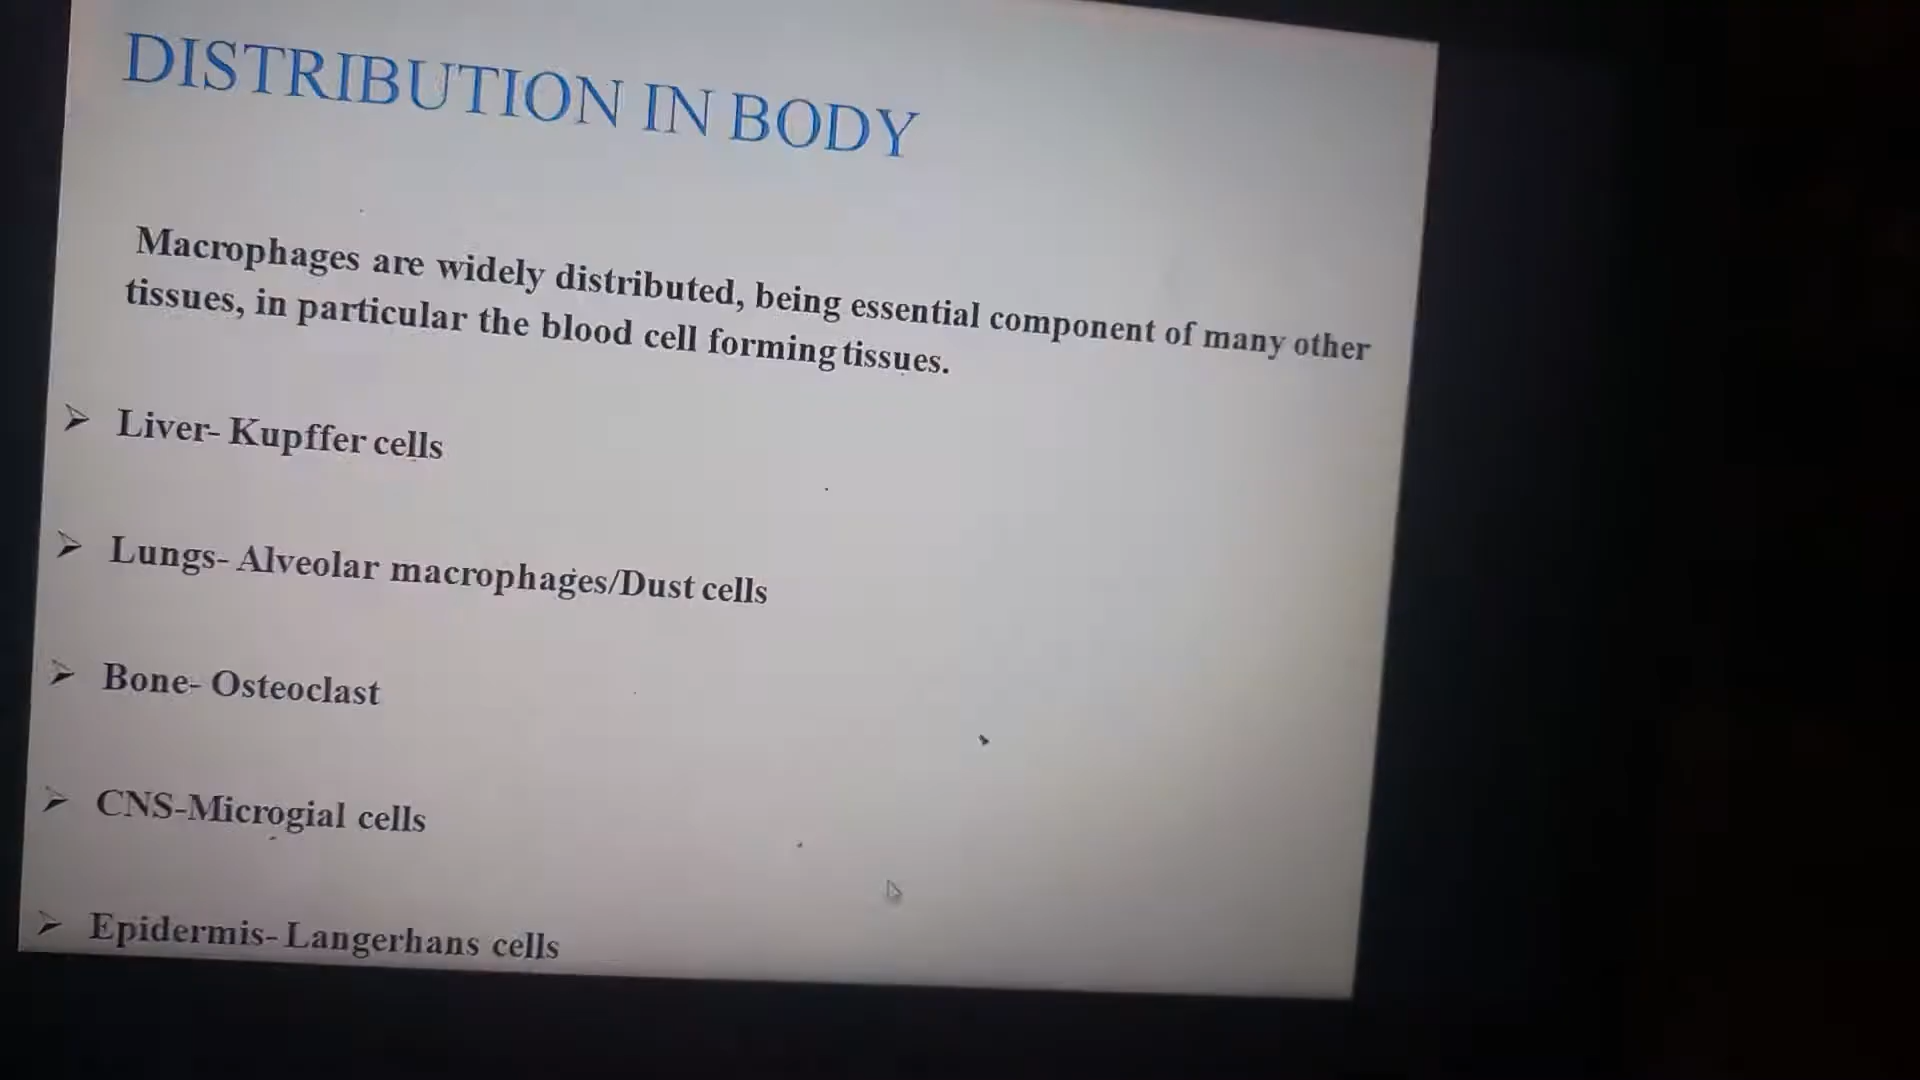 DISTRIBUTION IN BODY
Macrophages are widely distributed, being essential component of many other
tissues, in particular the blood cell forming tissues.
Liver- Kupffer cells
Lungs- Alveolar macrophages/Dust cells
Bone- Osteoclast
CNS-Microgial cells
Epidermis- Langerhans cells